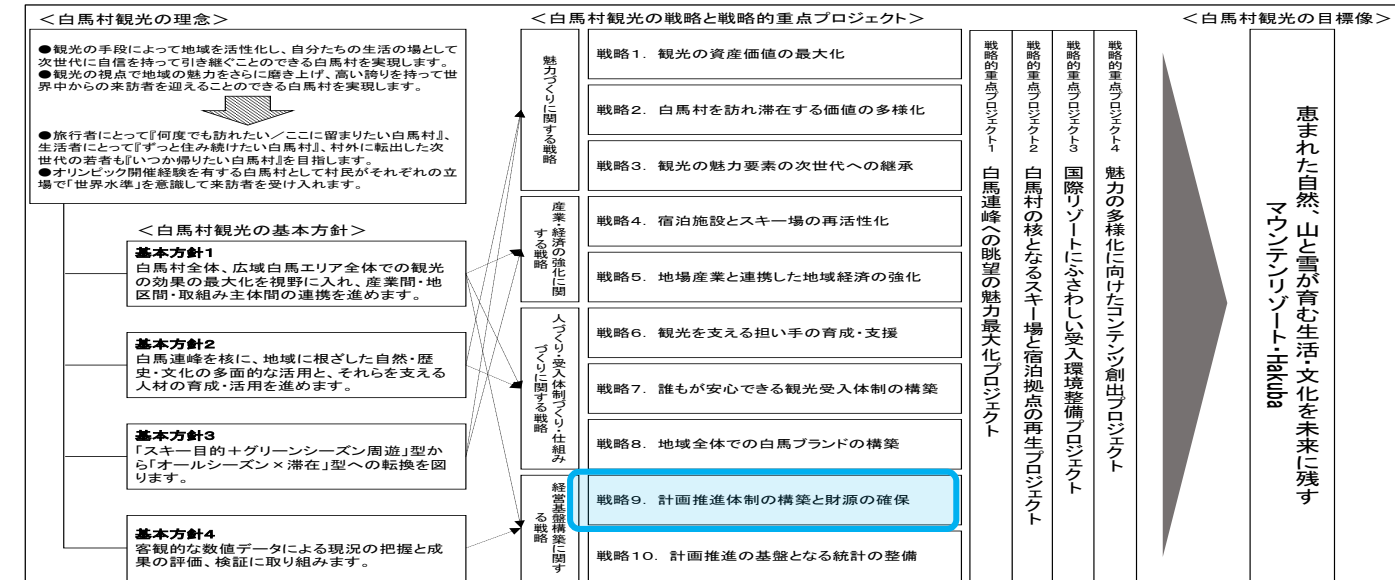 ＜白馬村観光の理念＞
●観光の手段によって地域を活性化し、自分たちの生活の場として
次世代に自信を持って引き継ぐことのできる白馬村を実現します。
●観光の視点で地域の魅力をさらに磨き上げ、高い誇りを持って世
界中からの来訪者を迎えることのできる白馬村を実現します。
●旅行者にとって『何度でも訪れたい／ここに留まりたい白馬村』、
生活者にとって『ずっと住み続けたい白馬村』、村外に転出した次
世代の若者も『いつか帰りたい白馬村』を目指します。
●オリンピック開催経験を有する白馬村として村民がそれぞれの立
場で「世界水準」を意識して来訪者を受け入れます。
＜白馬村観光の基本方針＞
基本方針1
白馬村全体、広域白馬エリア全体での観光
の効果の最大化を視野に入れ、産業間・地
区間・取組み主体間の連携を進めます。
基本方針2
白馬連峰を核に、地域に根ざした自然・歴
史・文化の多面的な活用と、それらを支える
人材の育成・活用を進めます。
基本方針3
「スキー目的＋グリーンシーズン周遊」型か
ら「オールシーズン×滞在」型への転換を図
ります。
基本方針4
客観的な数値データによる現況の把握と成
果の評価、検証に取り組みます。
＜白馬村観光の戦略と戦略的重点プロジェクト＞
魅力づくりに関する戦略
戦略1．観光の資産価値の最大化
戦略2．白馬村を訪れ滞在する価値の多様化
戦略3．観光の魅力要素の次世代への継承
産業・経済の強化に関
する戦略
戦略4．宿泊施設とスキー場の再活性化
戦略5．地場産業と連携した地域経済の強化
人づくり・受入体制づくり・仕組み
づくりに関する戦略
戦略6．観光を支える担い手の育成・支援
戦略7．誰もが安心できる観光受入体制の構築
戦略8．地域全体での白馬ブランドの構築
経営基盤構築に関す
る戦略
戦略9．計画推進体制の構築と財源の確保
戦略10．計画推進の基盤となる統計の整備
戦略的重点プロジェクト1　白馬連峰への眺望の魅力最大化プロジェクト
戦略的重点プロジェクト2　白馬村の核となるスキー場と宿泊拠点の再生プロジェクト
戦略的重点プロジェクト3　国際リゾートにふさわしい受入環境整備プロジェクト
戦略的重点プロジェクト4　魅力の多様化に向けたコンテンツ創出プロジェクト
＜白馬村観光の目標像＞
恵まれた自然、山と雪が育む生活・文化を未来に残す
マウンテンリゾート・Hakuba